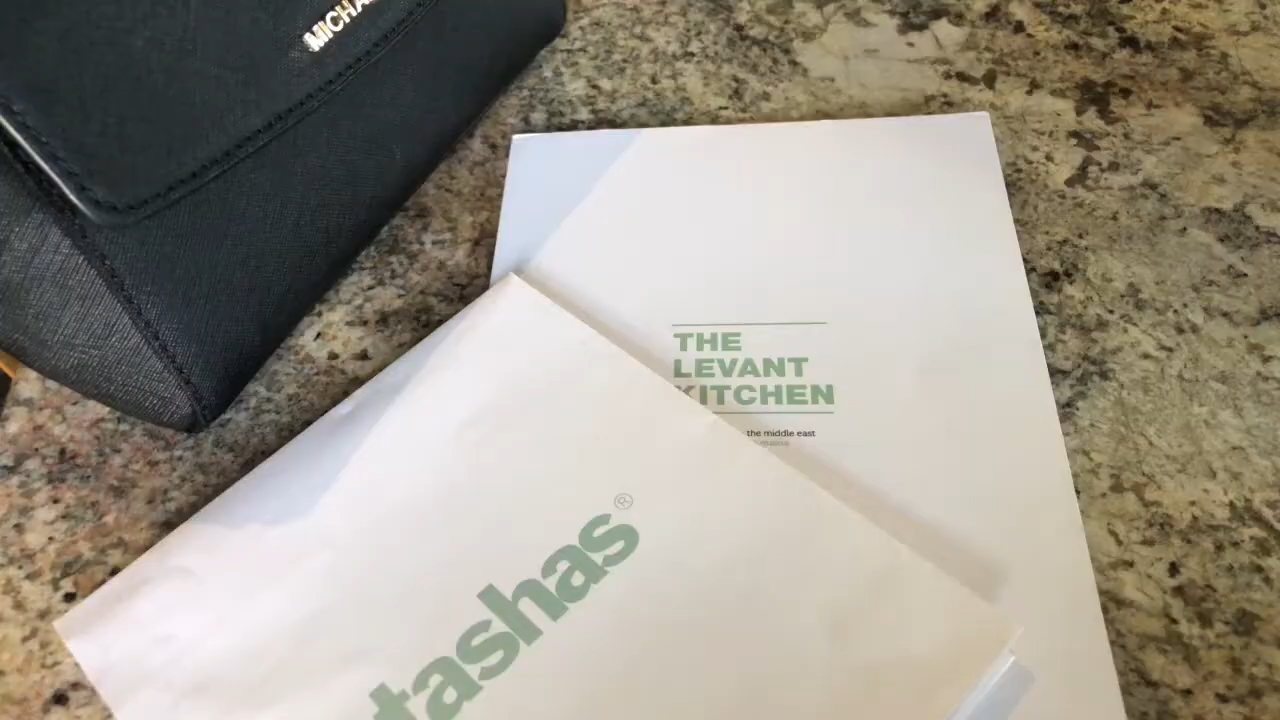 MICHA
THE
LEVANT
KITCHEN
the middle east
tashas®